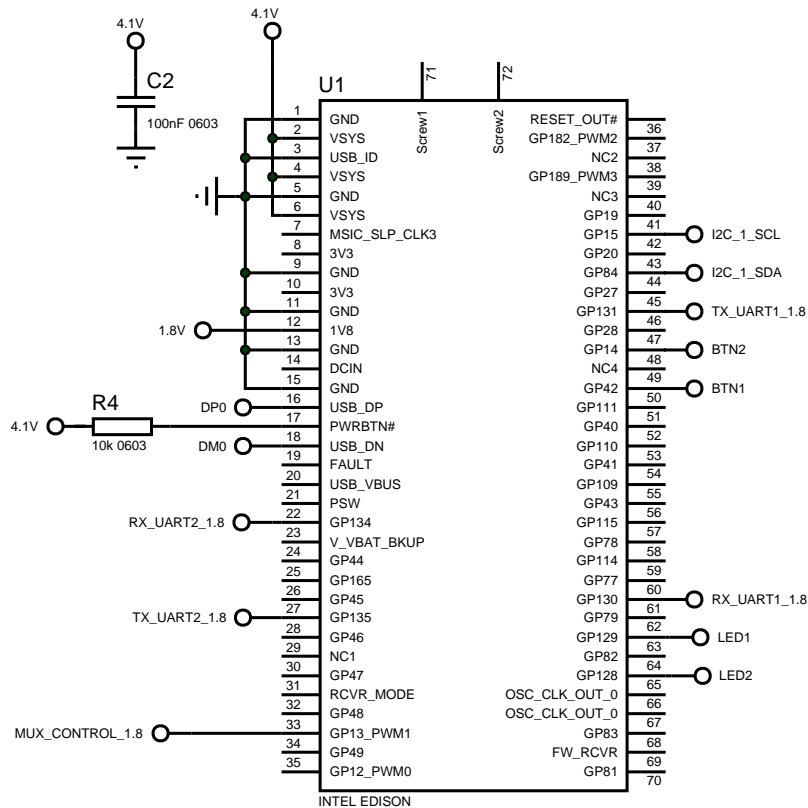 4.1V
C2
100nF 0603
4.1V
U1
71
Screw1
72
Screw2
1 GND
2 VSYS
3 USB_ID
4 VSYS
5 GND
6 VSYS
7 MSIC_SLP_CLK3
8 3V3
9 GND
10 3V3
11 GND
1.8V 12 1V8
13 GND
14 DCIN
15 GND
DP0 16 USB_DP
4.1V R4 17 PWRBTN#
10k 0603
DM0 18 USB_DN
19 FAULT
20 USB_VBUS
21 PSW
RX_UART2_1.8 22 GP134
23 V_VBAT_BKUP
24 GP44
25 GP165
26 GP45
TX_UART2_1.8 27 GP135
28 GP46
29 NC1
30 GP47
31 RCVR_MODE
32 GP48
MUX_CONTROL_1.8 33 GP13_PWM1
34 GP49
35 GP12_PWM0
RESET_OUT# 36
GP182_PWM2 37
NC2 38
GP189_PWM3 39
NC3 40
GP19 41
GP15 42 I2C_1_SCL
GP20 43
GP84 44 I2C_1_SDA
GP27 45
GP131 46 TX_UART1_1.8
GP28 47
GP14 48 BTN2
NC4 49
GP42 50 BTN1
GP111 51
GP40 52
GP110 53
GP41 54
GP109 55
GP43 56
GP115 57
GP78 58
GP114 59
GP77 60
GP130 61 RX_UART1_1.8
GP79 62
GP129 63 LED1
GP82 64
GP128 65 LED2
OSC_CLK_OUT_0 66
OSC_CLK_OUT_0 67
GP83 68
FW_RCVR 69
GP81 70
INTEL EDISON